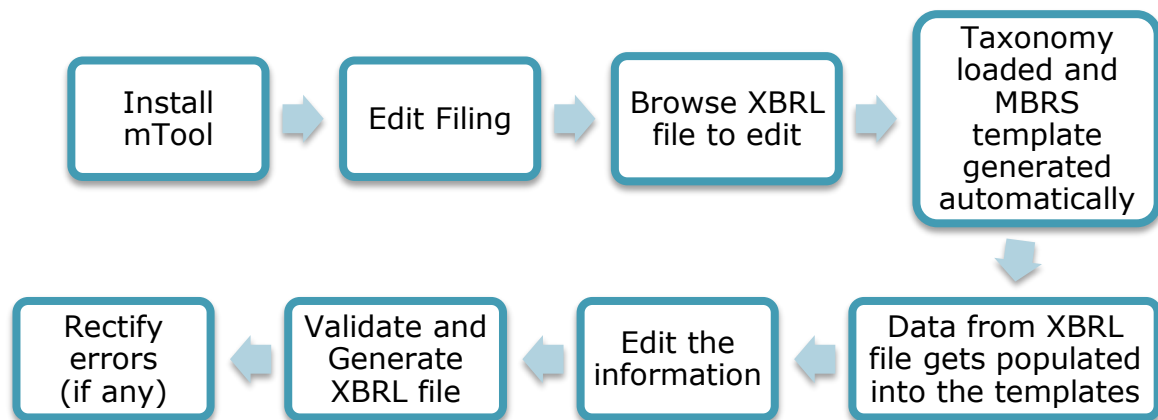 Install
mTool
Edit Filing
Browse XBRL
file to edit
Taxonomy
loaded and
MBRS
template
generated
automatically
Data from XBRL
file gets populated
into the templates
Edit the
information
Validate and
Generate
XBRL file
Rectify
errors
(if any)